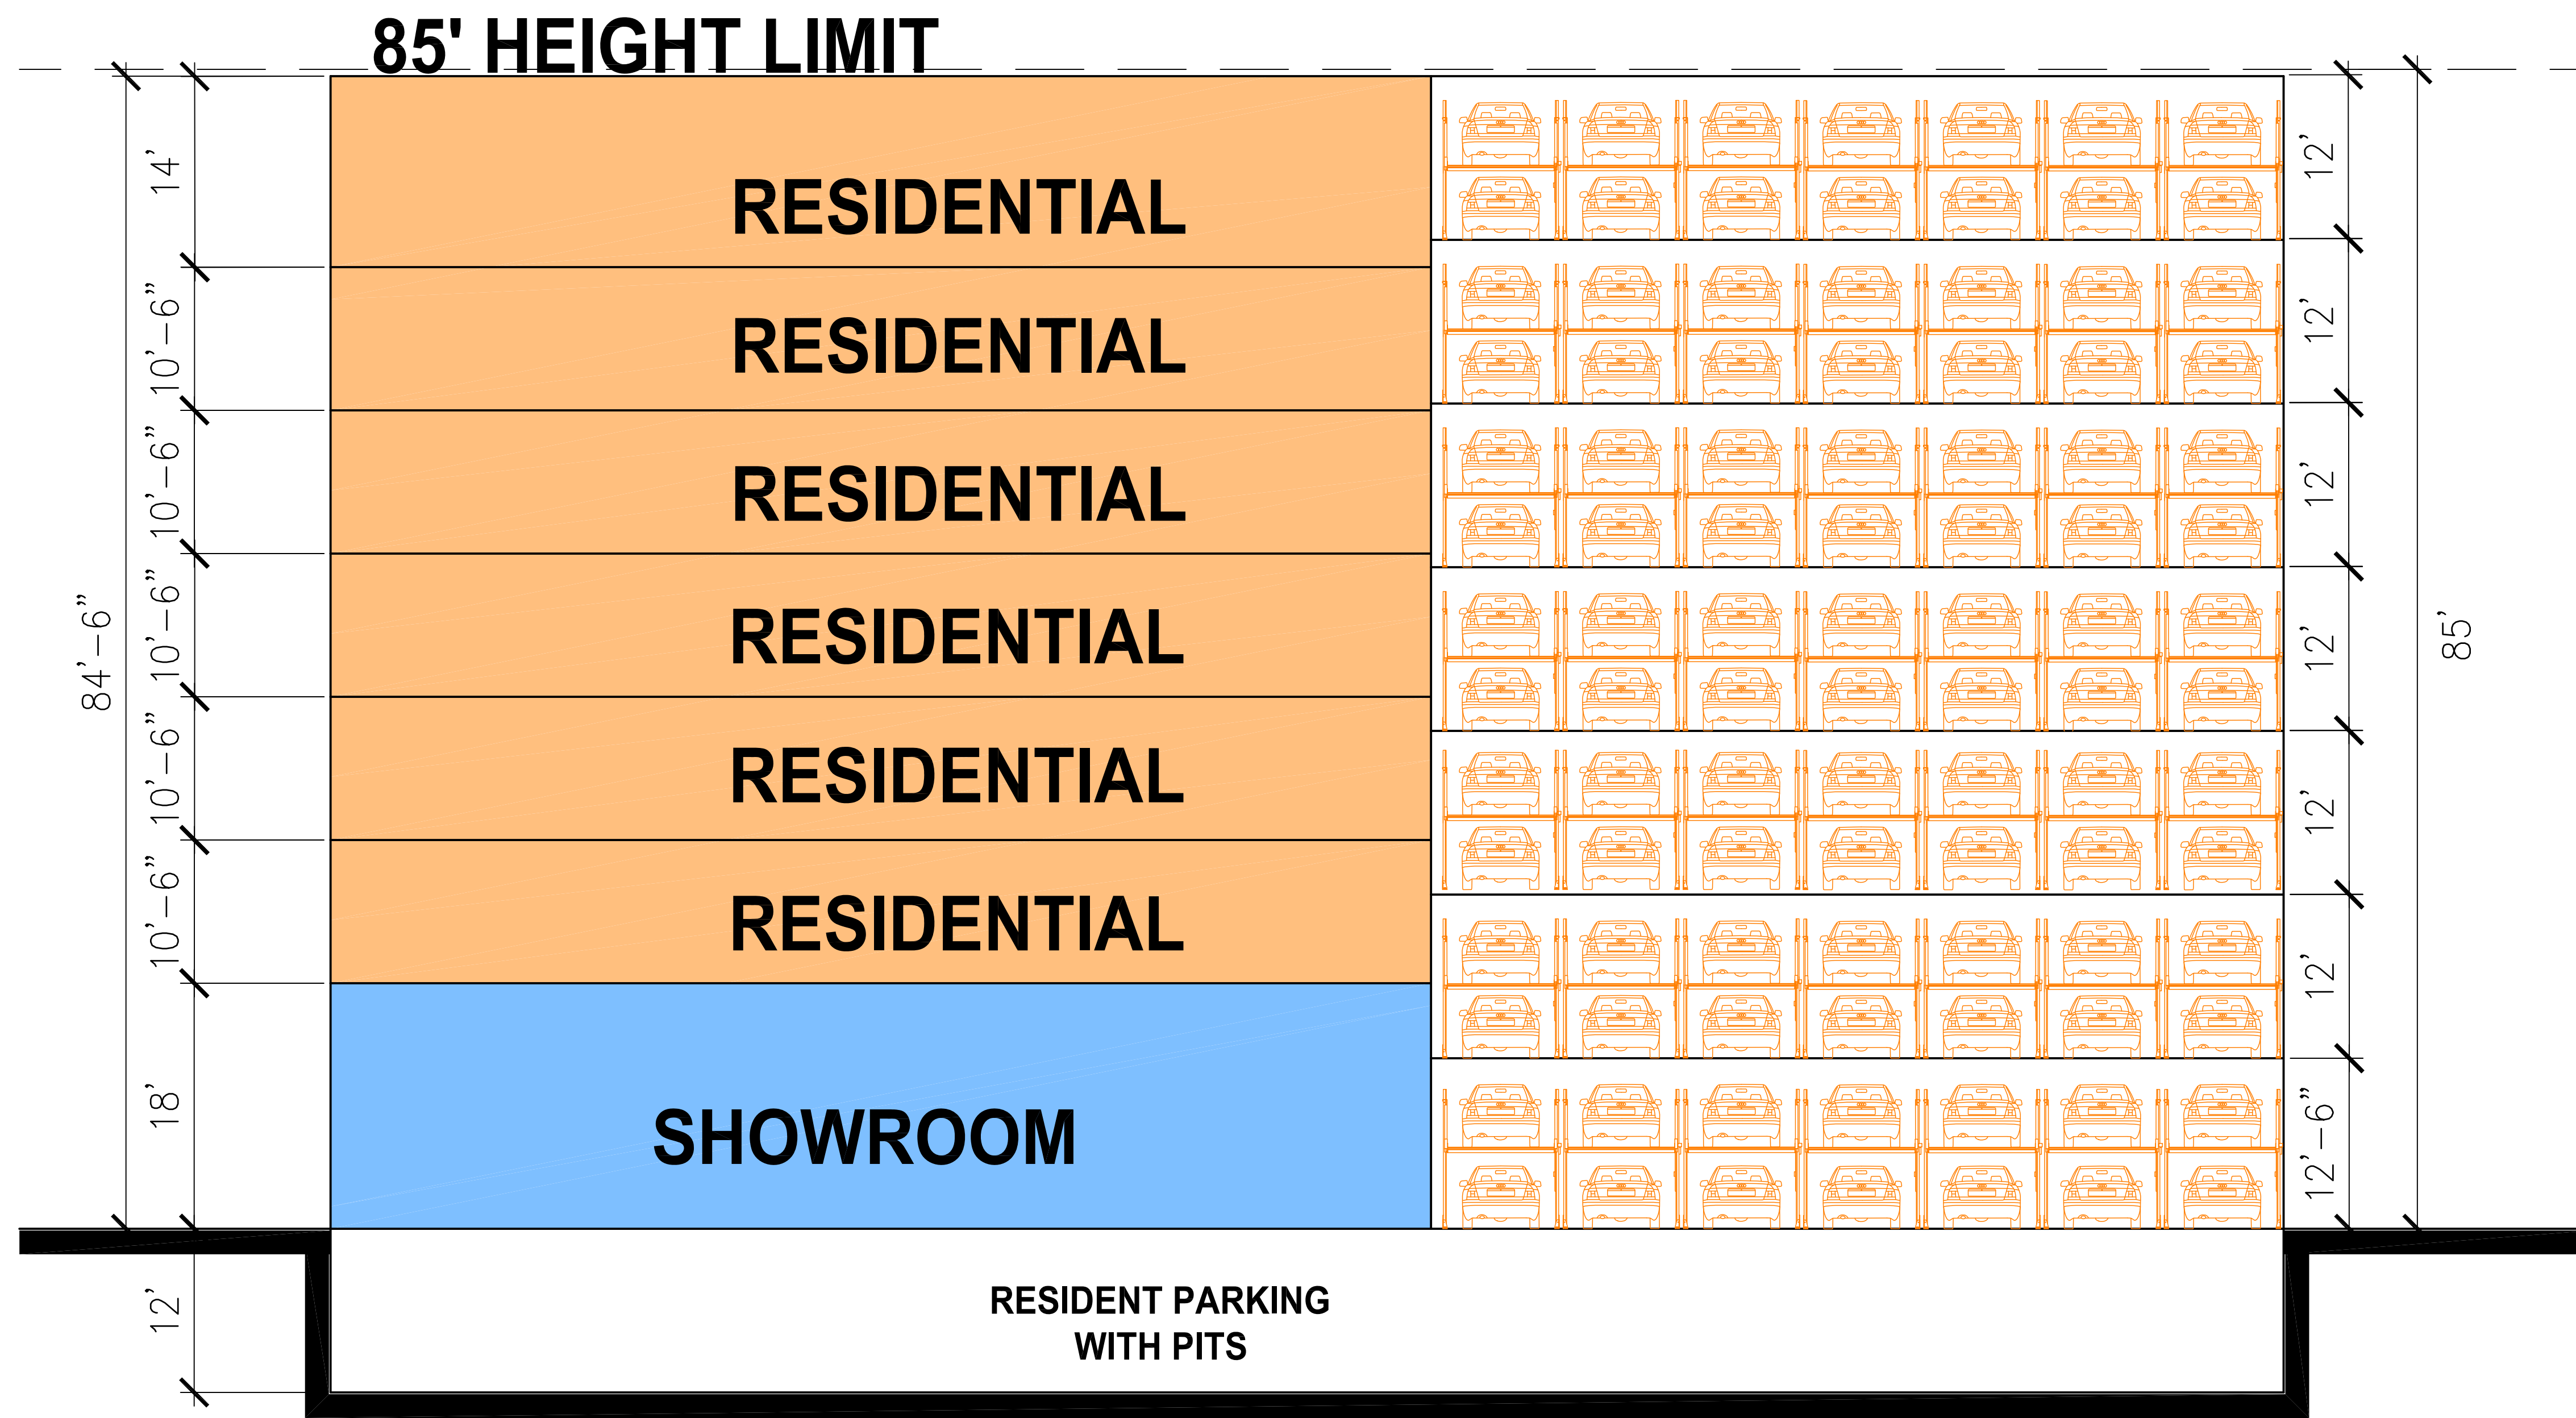 85' HEIGHT LIMIT
14'
10'-6"
10'-6"
10'-6"
10'-6"
10'-6"
18'
12'
84'-6"
RESIDENTIAL
RESIDENTIAL
RESIDENTIAL
RESIDENTIAL
RESIDENTIAL
RESIDENTIAL
SHOWROOM
RESIDENT PARKING
WITH PITS
12'
12'
12'
12'
12'
12'
12'-6"
85'